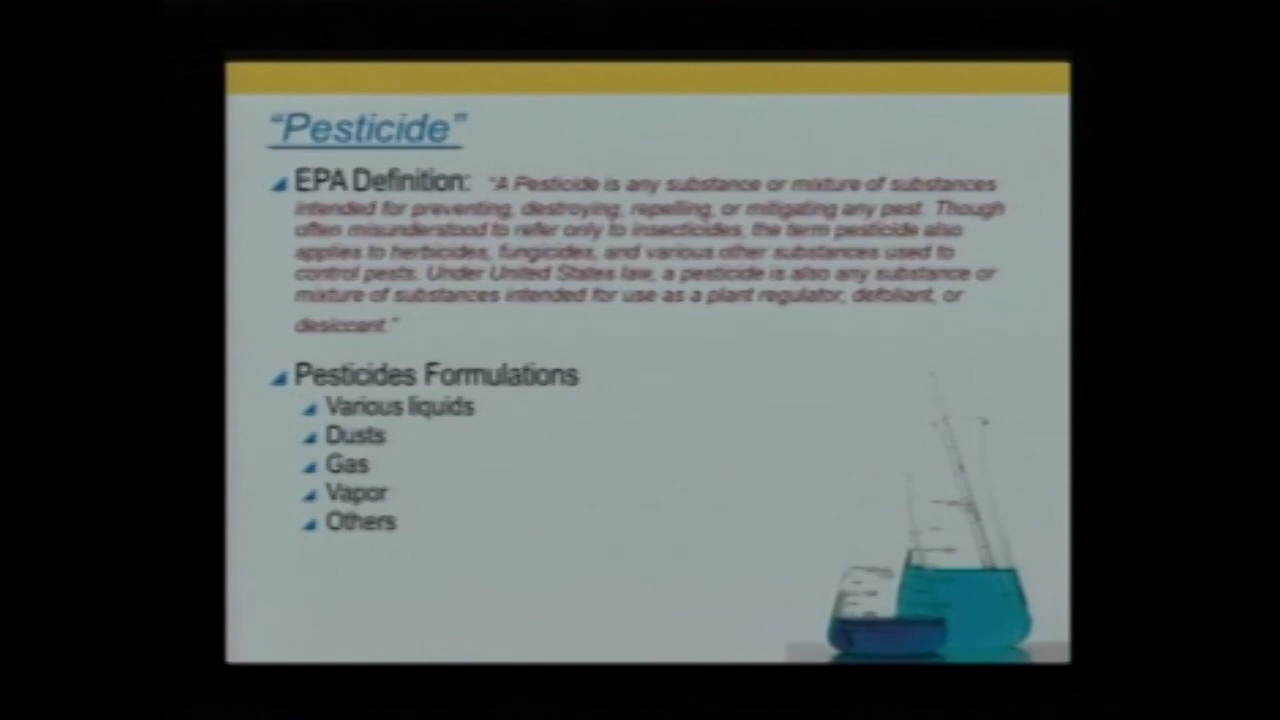 “Pesticide”
EPA Definition: “A Pesticide is any substance or mixture of substances
intended for preventing, destroying, repelling, or mitigating any pest. Though
often misunderstood to refer only to insecticides, the term pesticide also
applies to herbicides, fungicides, and various other substances used to
control pests. Under United States law, a pesticide is also any substance or
mixture of substances intended for use as a plant regulator, defoliant, or
desiccant.”
Pesticides Formulations
Various liquids
Dusts
Gas
Vapor
Others